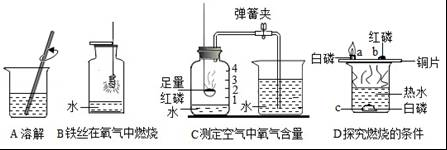 弹簧夹
红磷
白磷
a
b
铜片
足量
红磷
4
3
2
1
水
水
水
热水
c
白磷
A溶解
B铁丝在氧气中燃烧
C测定空气中氧气含量
D探究燃烧的条件